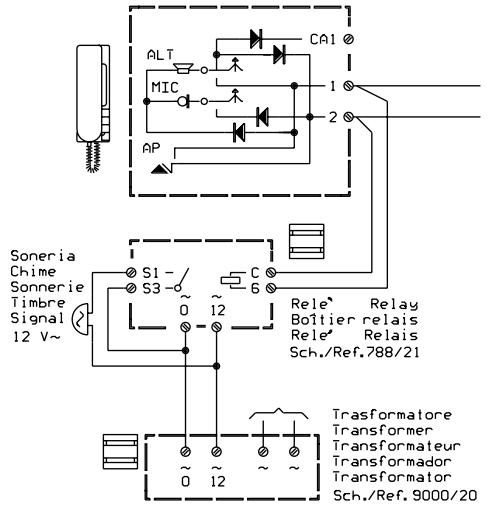 CA1
ALT
MIC
1
2
AP
Soneria
Chime
Sonnerie
Timbre
Signal
12 V~
S1
S3
C
6
~ ~
0 12
Rele' Relay
Boîtier relais
Rele' Relais
Sch./Ref.788/21
~ ~ ~ ~
0 12
Trasformatore
Transformer
Transformateur
Transformador
Transformator
Sch./Ref. 9000/20